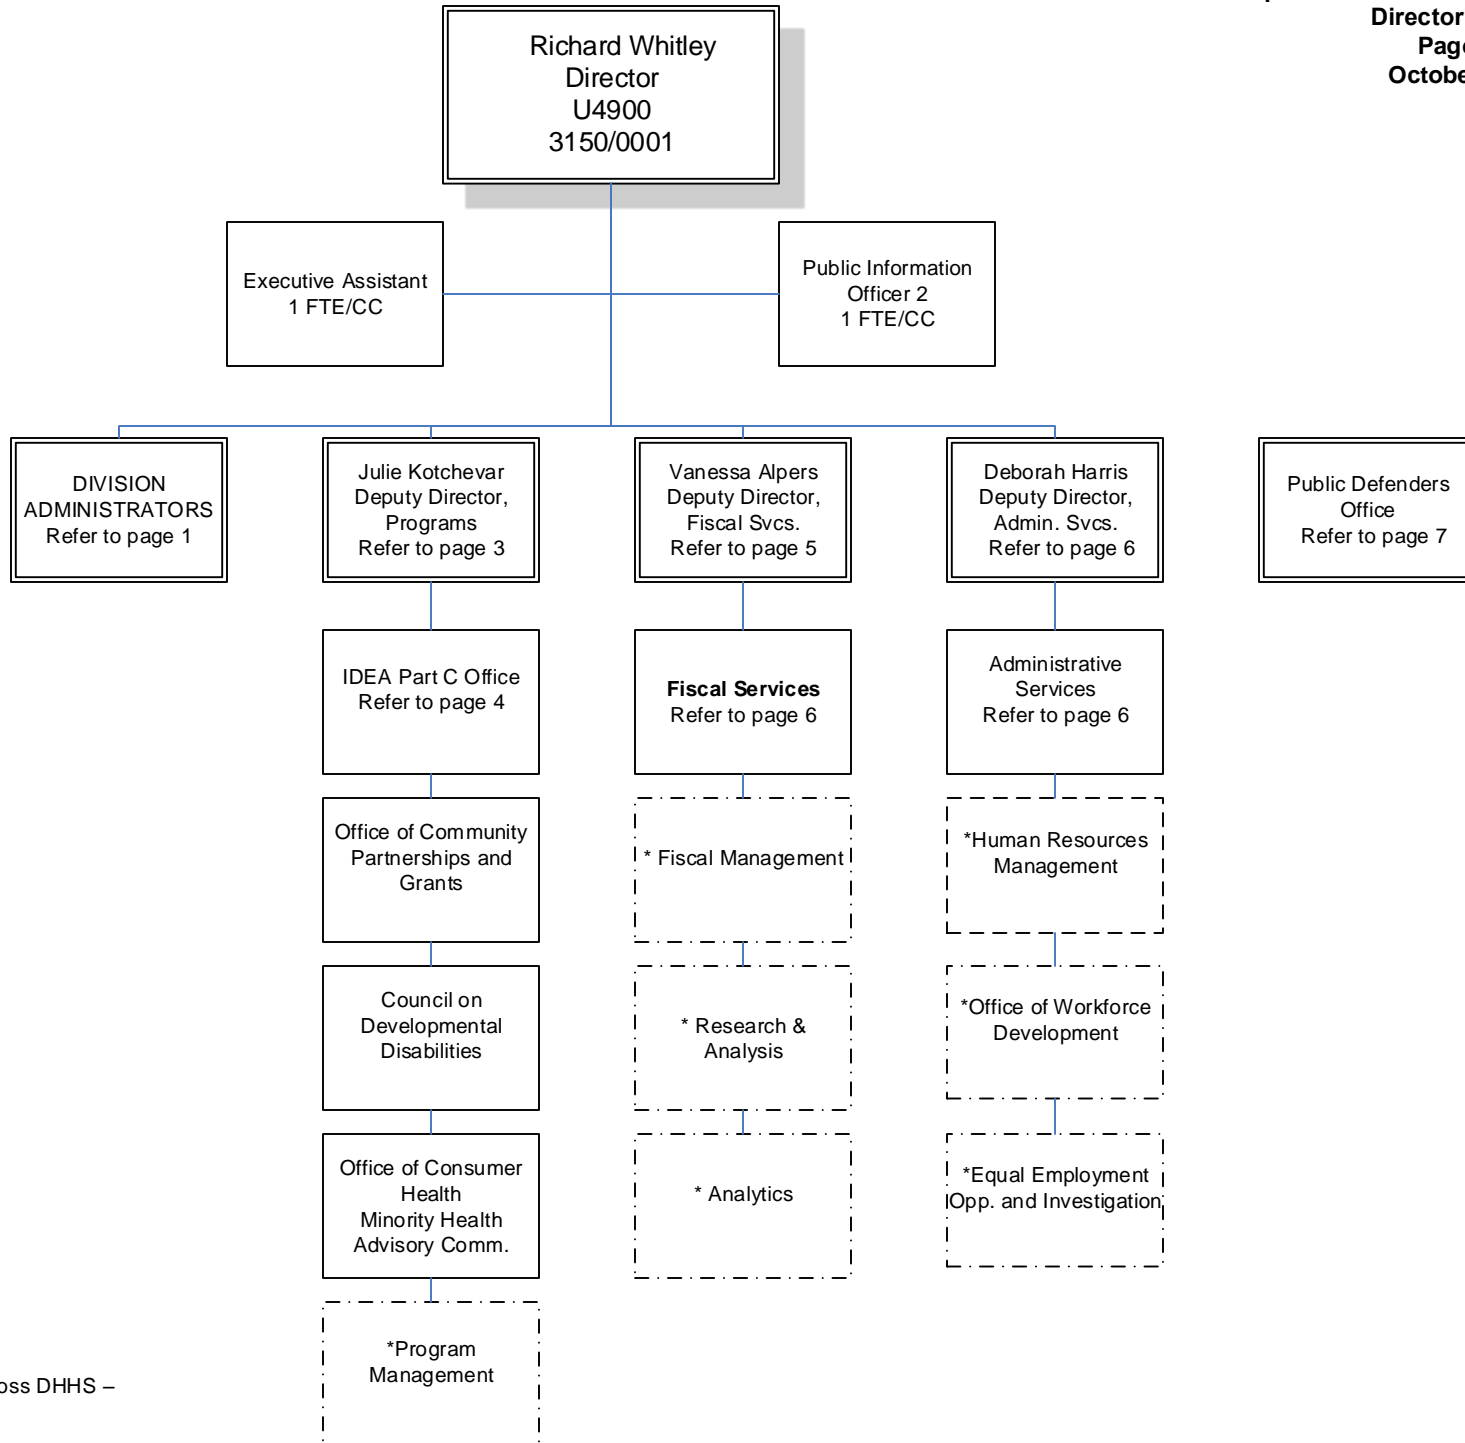 Director
Page
Richard Whitley
Director
U4900
3150/0001
Executive Assistant
1 FTE/CC
Public Information
Officer 2
1 FTE/CC
DIVISION
ADMINISTRATORS
Refer to page 1
Julie Kotchevar
Deputy Director,
Programs
Refer to page 3
Vanessa Alpers
Deputy Director,
Fiscal Svcs.
Refer to page 5
Deborah Harris
Deputy Director,
Admin. Svcs.
Refer to page 6
Public Defenders
Office
Refer to page 7
IDEA Part C Office
Refer to page 4
Fiscal Services
Refer to page 6
Administrative
Services
Refer to page 6
Office of Community
Partnerships and
Grants
* Fiscal Management
*Human Resources
Management
Council on
Developmental
Disabilities
* Research &
Analysis
*Office of Workforce
Development
Office of Consumer
Health
Minority Health
Advisory Comm.
* Analytics
*Equal Employment
Opp. and Investigation
*Program
Management
DHHS –